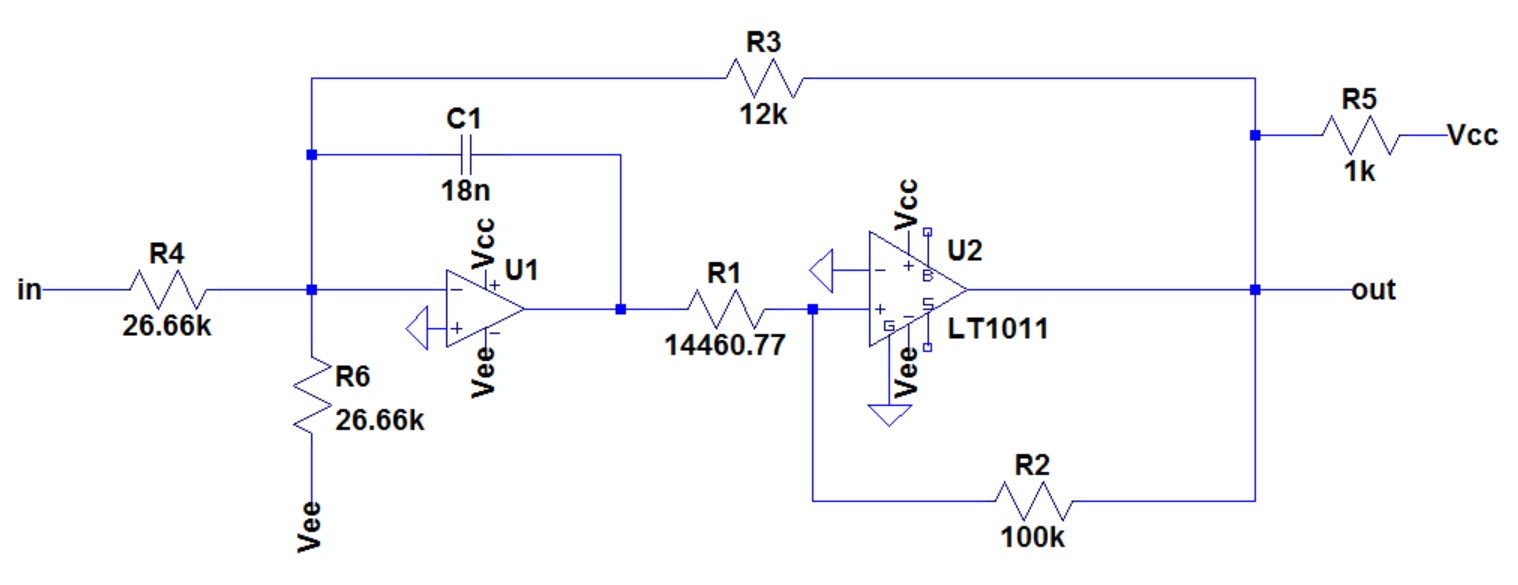 R3
12k
R5
Vcc
1k
C1
18n
Vcc
U1
+
−
+
−
Vee
R4
in
26.66k
R6
26.66k
Vee
R1
14460.77
Vcc
U2
−
+
+
B
S
G
−
LT1011
Vee
out
R2
100k